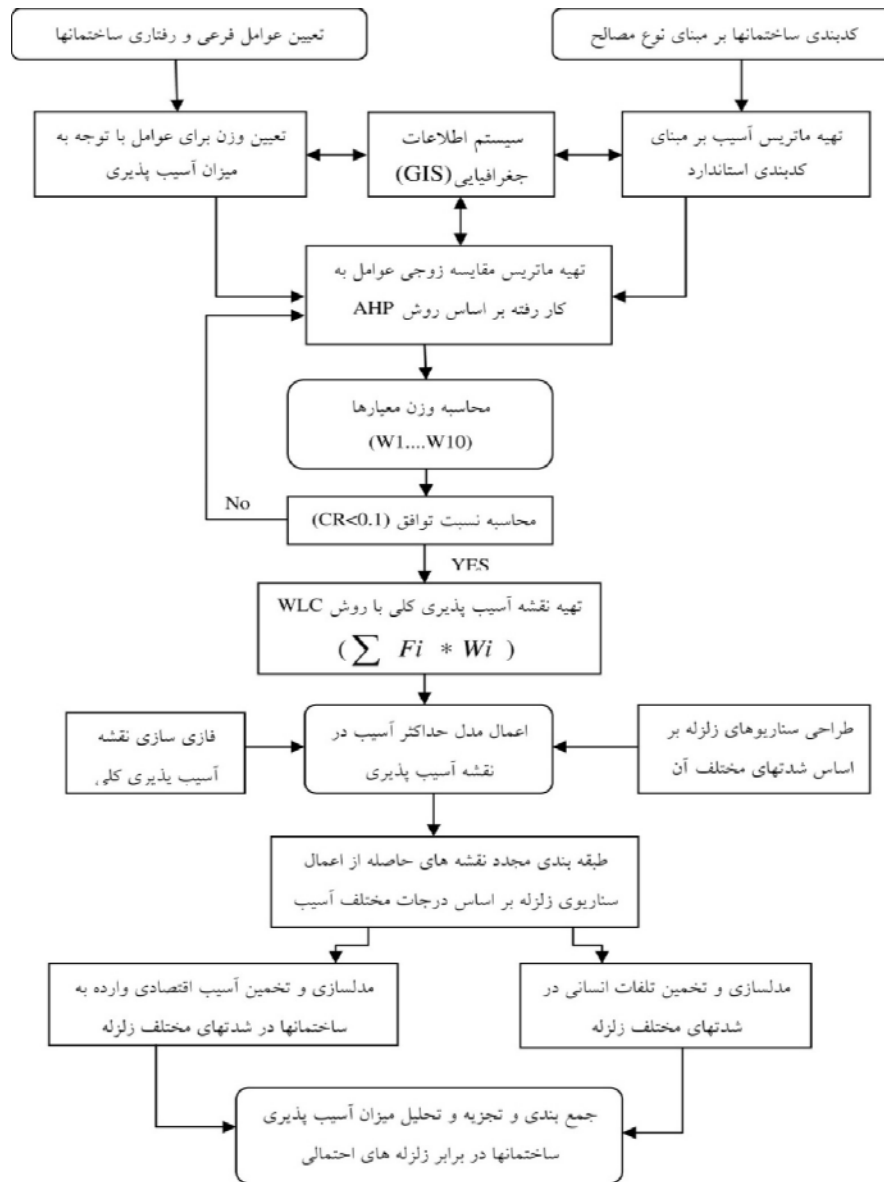 کدبندی ساختمانها بر مبنای نوع مصالح
تعیین عوامل فرعی و رفتاری ساختمانها
تهیه ماتریس آسیب بر مبنای
کدبندی استاندارد
سیستم اطلاعات
جغرافیایی(GIS)
تعیین وزن برای عوامل با توجه به
میزان آسیب پذیری
تهیه ماتریس مقایسه زوجی عوامل به
کار رفته بر اساس روش AHP
محاسبه وزن معیارها
(W1....W10)
No
محاسبه نسبت توافق (CR<0.1)
YES
تهیه نقشه آسیب پذیری کلی با روش WLC
( ∑ Fi * Wi )
طراحی سناریوهای زلزله بر
اساس شدتهای مختلف آن
اعمال مدل حداکثر آسیب در
نقشه آسیب پذیری
فازی سازی نقشه
آسیب پذیری کلی
طبقه بندی مجدد نقشه های حاصله از اعمال
سناریوی زلزله بر اساس درجات مختلف آسیب
مدلسازی و تخمین تلفات انسانی در
شدتهای مختلف زلزله
مدلسازی و تخمین آسیب اقتصادی وارده به
ساختمانها در شدتهای مختلف زلزله
جمع بندی و تجزیه و تحلیل میزان آسیب پذیری
ساختمانها در برابر زلزله های احتمالی